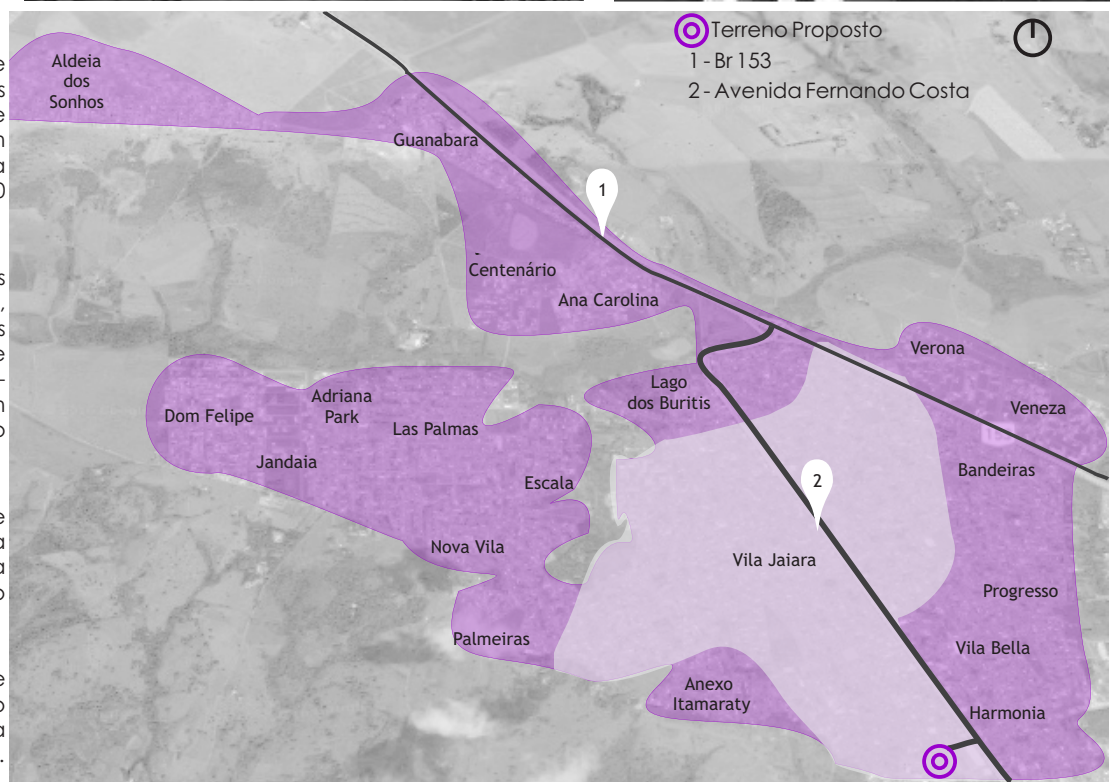 Terreno Proposto
1 - Br 153
2 - Avenida Fernando Costa
Aldeia
dos
Sonhos
Guanabara
1
Centenário
Ana Carolina
Verona
Lago
dos Buritis
Adriana
Park
Dom Felipe
Las Palmas
Veneza
Jandaia
Bandeiras
Escala
2
Nova Vila
Vila Jaiara
Progresso
Palmeiras
Vila Bella
Anexo
Itamaraty
Harmonia